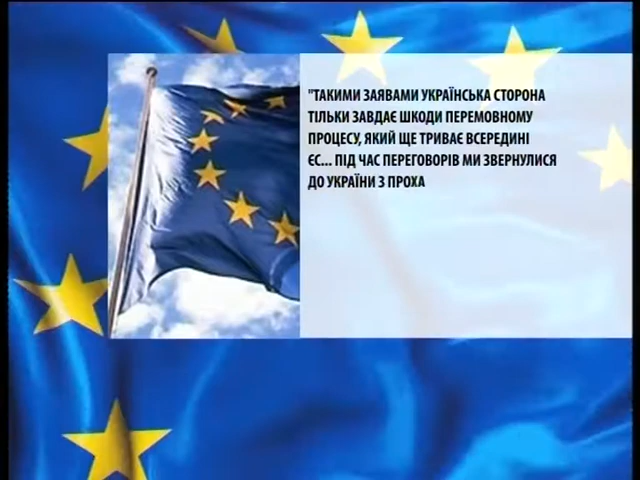 "ТАКИМИ ЗАЯВАМИ УКРАЇНСЬКА СТОРОНА
ТІЛЬКИ ЗАВДАЄ ШКОДИ ПЕРЕМОВНОМУ
ПРОЦЕСУ, ЯКИЙ ЩЕ ТРИВАЄ ВСЕРЕДИНІ
ЄС... ПІД ЧАС ПЕРЕГОВОРІВ МИ ЗВЕРНУЛИСЯ
ДО УКРАЇНИ З ПРОХА